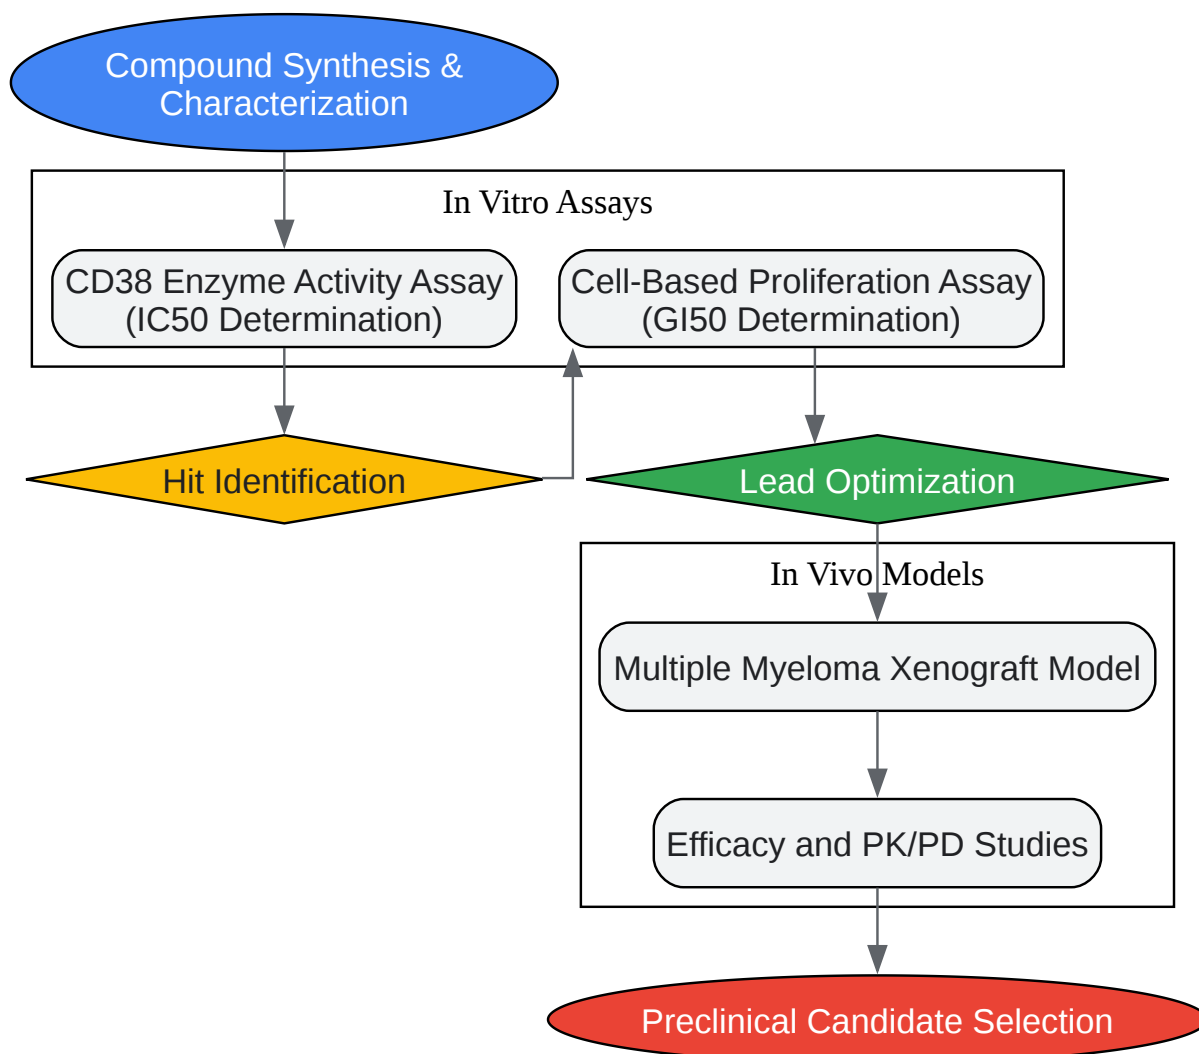 Compound Synthesis &
Characterization
In Vitro Assays
CD38 Enzyme Activity Assay
(IC50 Determination)
Cell-Based Proliferation Assay
(GI50 Determination)
Hit Identification
Lead Optimization
In Vivo Models
Multiple Myeloma Xenograft Model
Efficacy and PK/PD Studies
Preclinical Candidate Selection